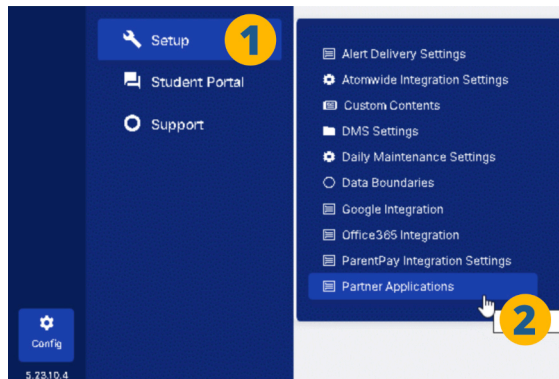 Setup
1
Student Portal
Support
Alert Delivery Settings
Atomwide Integration Settings
Custom Contents
DMS Settings
Daily Maintenance Settings
Data Boundaries
Google Integration
Office365 Integration
ParentPay Integration Settings
Partner Applications
2
Config
5.23.10.4